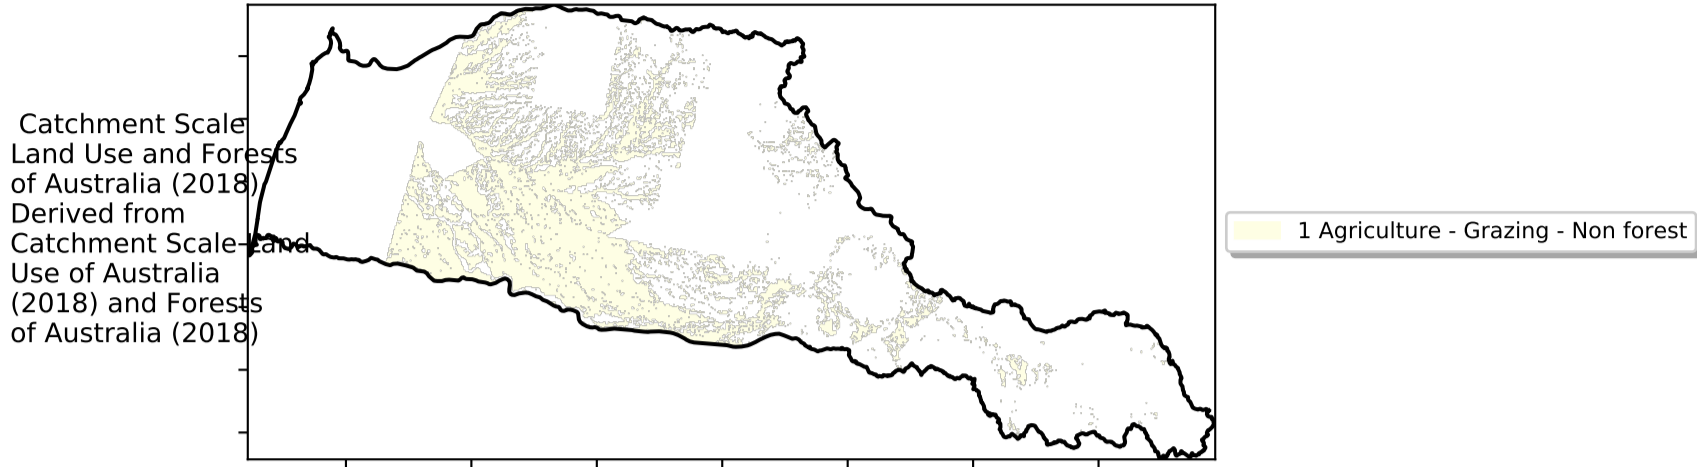 Catchment Scale
Land Use and Forests
of Australia (2018)
Derived from
Catchment Scale Land
Use of Australia
(2018) and Forests
of Australia (2018)
1 Agriculture - Grazing - Non forest